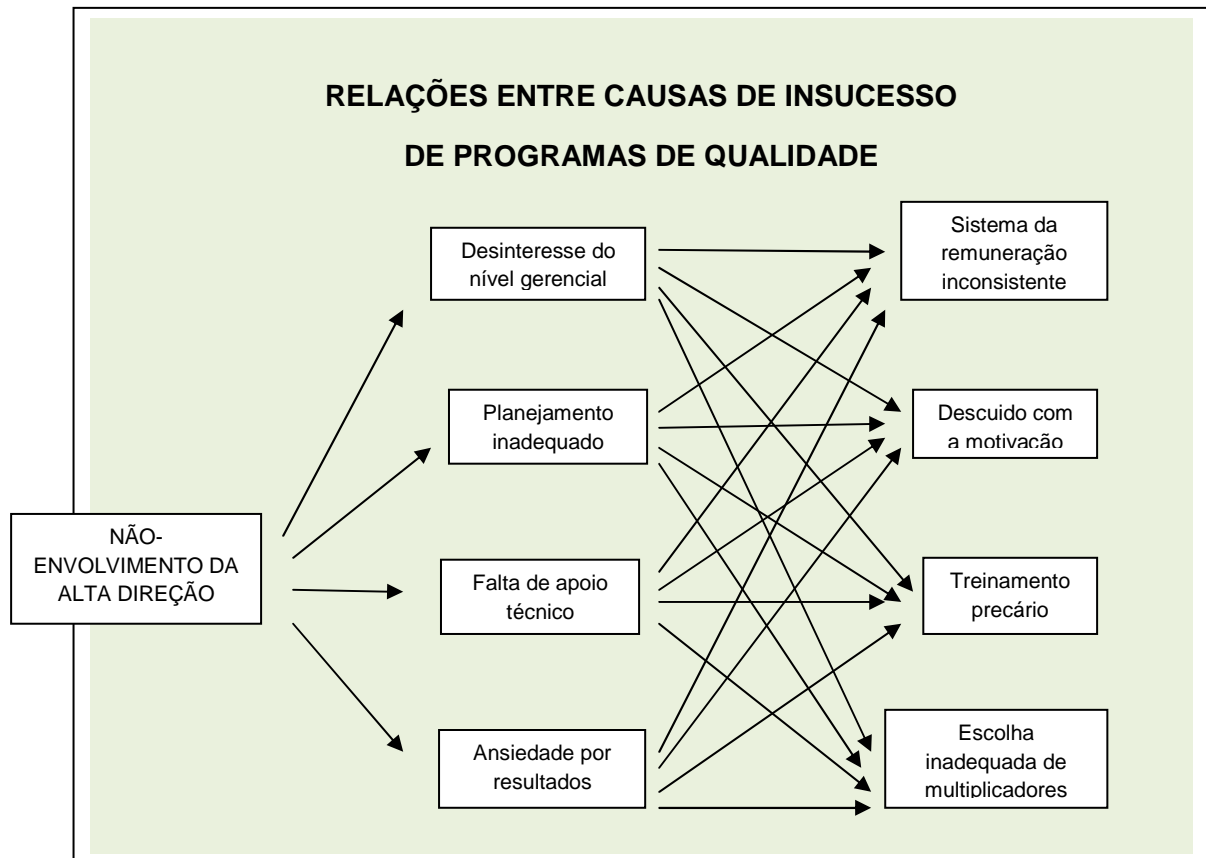 RELAÇÕES ENTRE CAUSAS DE INSUCESSO
DE PROGRAMAS DE QUALIDADE
NÃO-
ENVOLVIMENTO DA
ALTA DIREÇÃO
Desinteresse do
nível gerencial
Planejamento
inadequado
Falta de apoio
técnico
Ansiedade por
resultados
Sistema da
remuneração
inconsistente
Descuido com
a motivação
Treinamento
precário
Escolha
inadequada de
multiplicadores